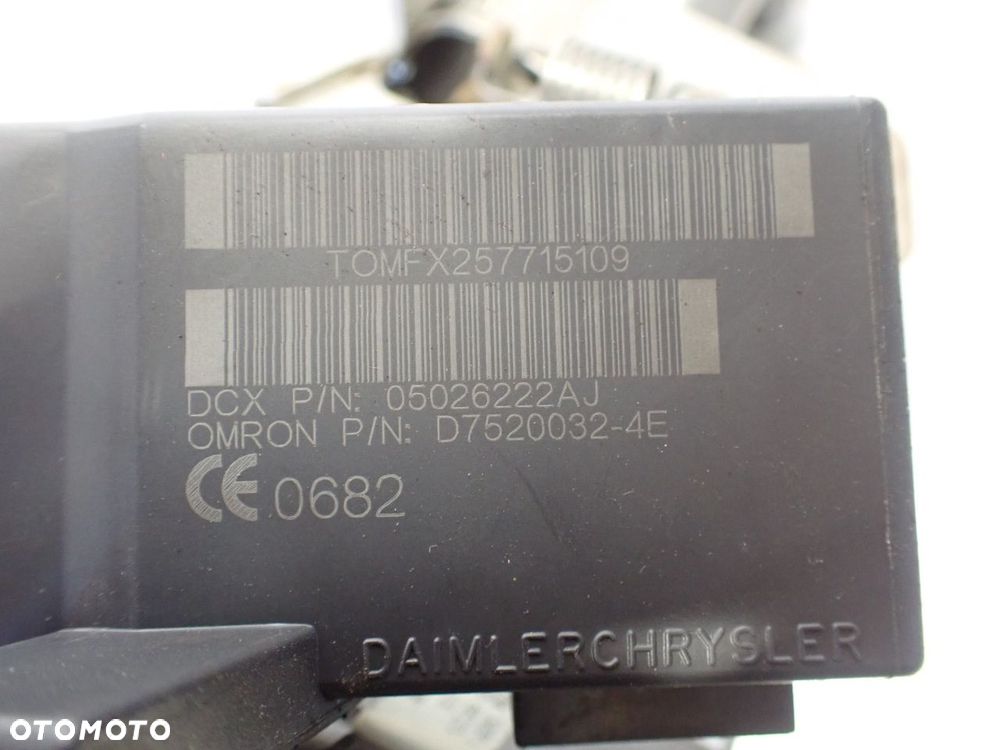 TOMFX257715109
DCX P/N: 05026222AJ
OMRON P/N: D7520032-4E
CE 0682
DAIMLERCHRYSLER
OTOMOTO